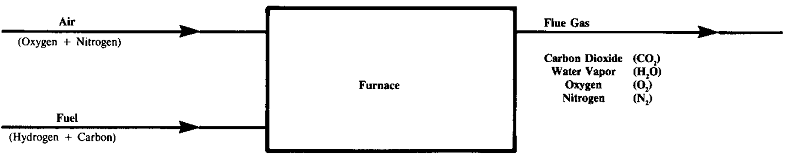 Air
(Oxygen + Nitrogen)
Fuel
(Hydrogen + Carbon)
Furnace
Flue Gas
Carbon Dioxide (CO₂)
Water Vapor (H₂O)
Oxygen (O₂)
Nitrogen (N₂)